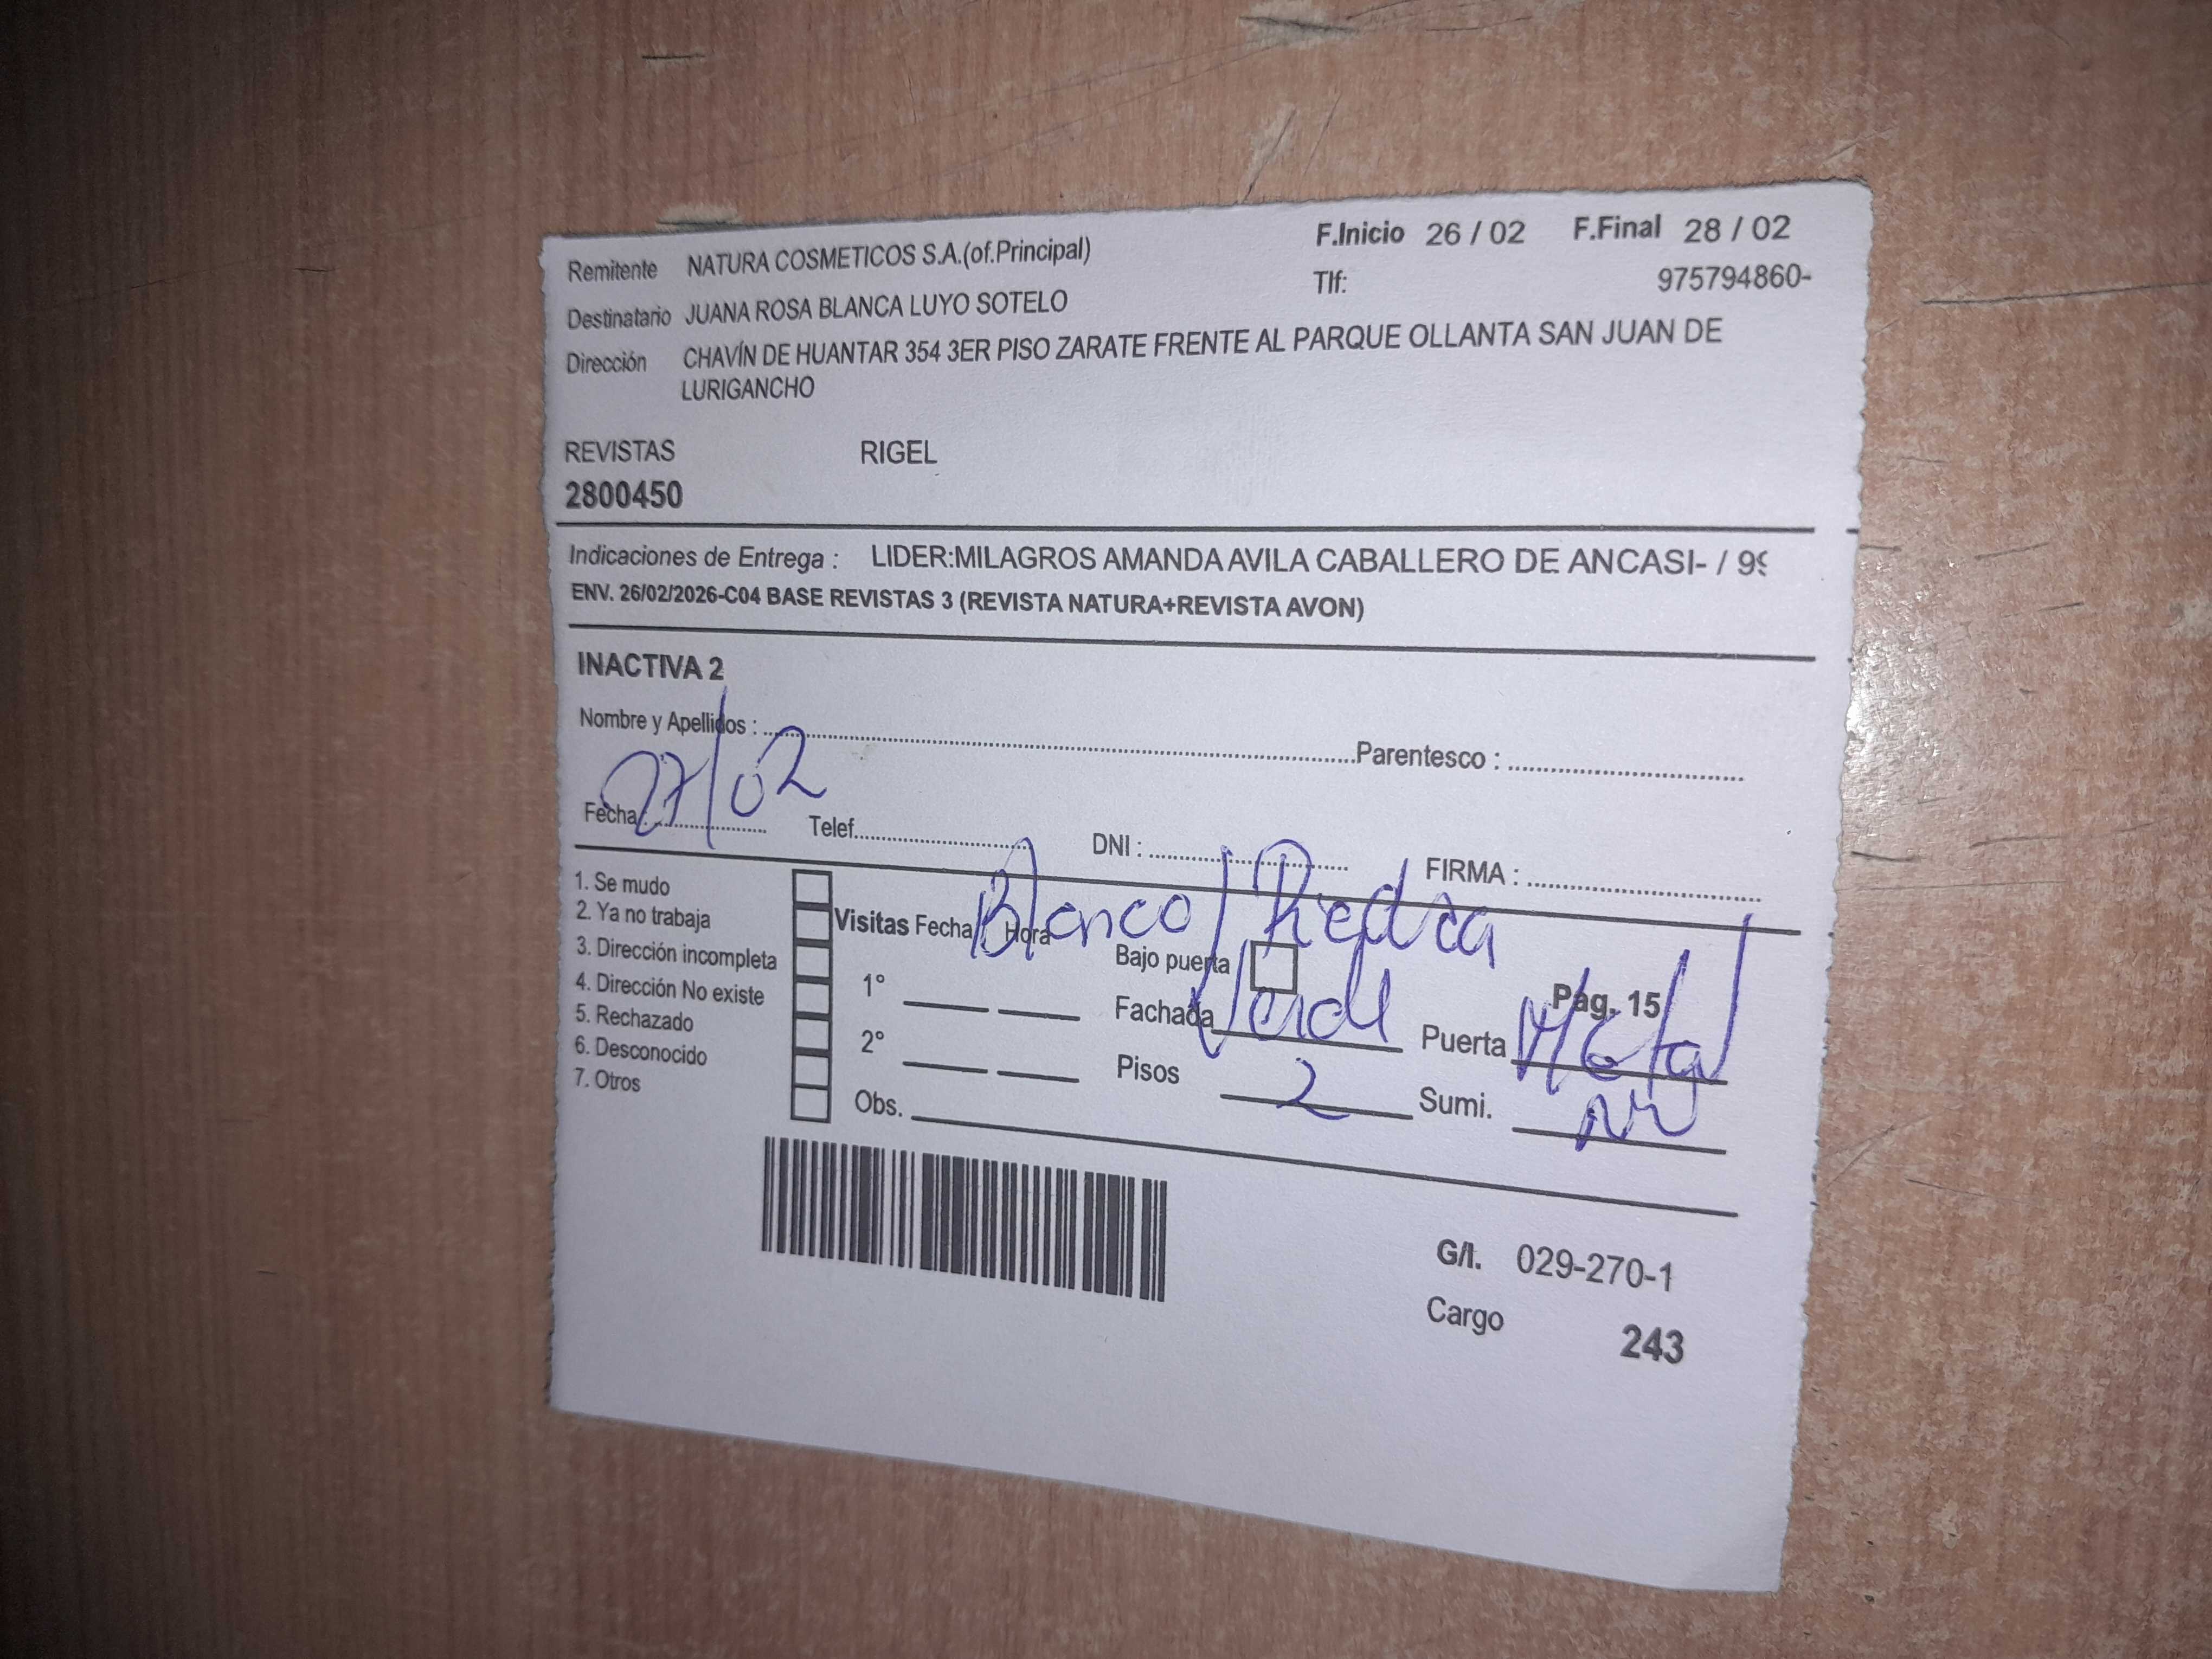 F.Inicio 26 / 02 F.Final 28 / 02
Remitente NATURA COSMETICOS S.A.(of.Principal)
Tlf: 975794860-
Destinatario JUANA ROSA BLANCA LUYO SOTELO
Dirección CHAVÍN DE HUANTAR 354 3ER PISO ZARATE FRENTE AL PARQUE OLLANTA SAN JUAN DE
LURIGANCHO
REVISTAS RIGEL
2800450
Indicaciones de Entrega : LIDER:MILAGROS AMANDA AVILA CABALLERO DE ANCASI- / 99
ENV. 26/02/2026-C04 BASE REVISTAS 3 (REVISTA NATURA+REVISTA AVON)
INACTIVA 2
Nombre y Apellidos : Parentesco :
Fecha: 27/02 Telef. DNI : FIRMA :
1. Se mudo
2. Ya no trabaja
3. Dirección incompleta
4. Dirección No existe
5. Rechazado
6. Desconocido
7. Otros
Visitas Fecha Hora
1°
2°
Obs.
Blanco/Piedra
Bajo puerta
Pág. 15
Fachada Verde Puerta Metal
Pisos 2 Sumi.
G/I. 029-270-1
Cargo 243